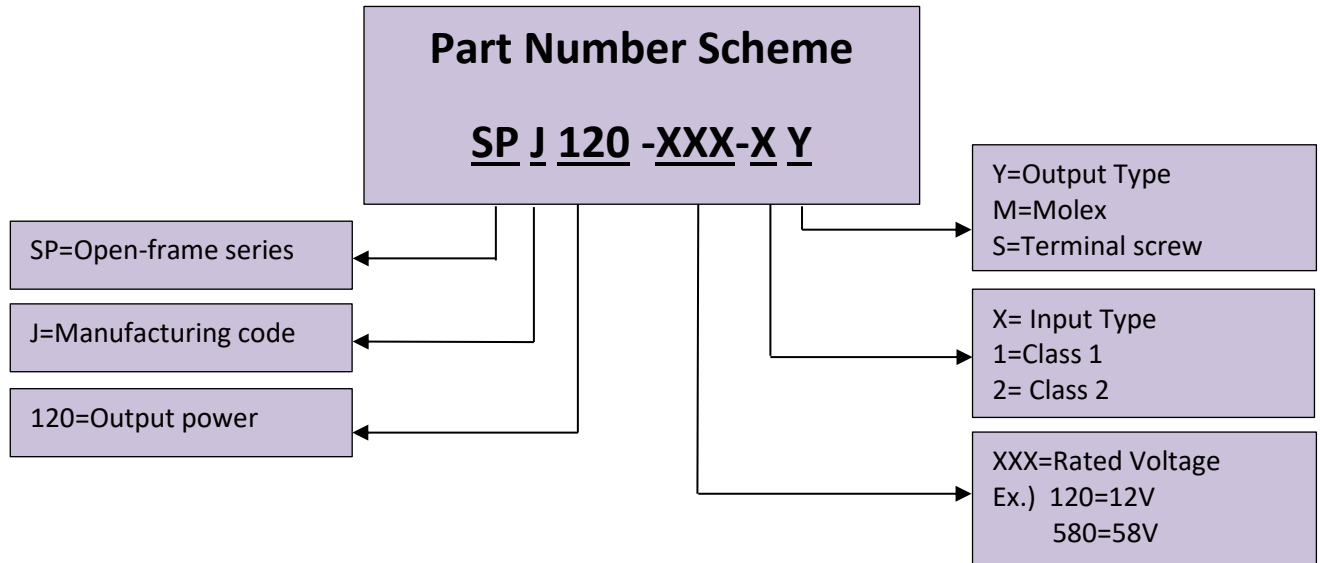 Part Number Scheme
SP J 120 -XXX-X Y
SP=Open-frame series
J=Manufacturing code
120=Output power
Y=Output Type
M=Molex
S=Terminal screw
X= Input Type
1=Class 1
2= Class 2
XXX=Rated Voltage
Ex.) 120=12V
580=58V